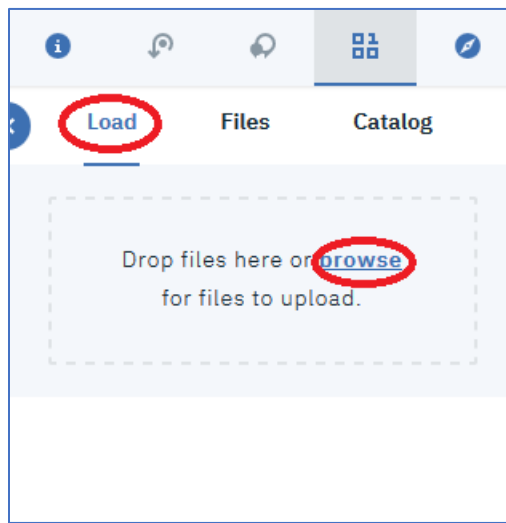 Load Files Catalog
Drop files here or browse
for files to upload.